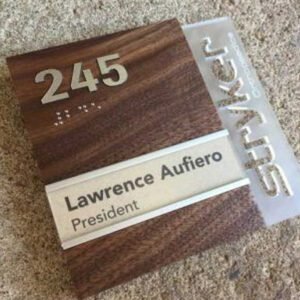 245
Lawrence Aufiero
President
stryker